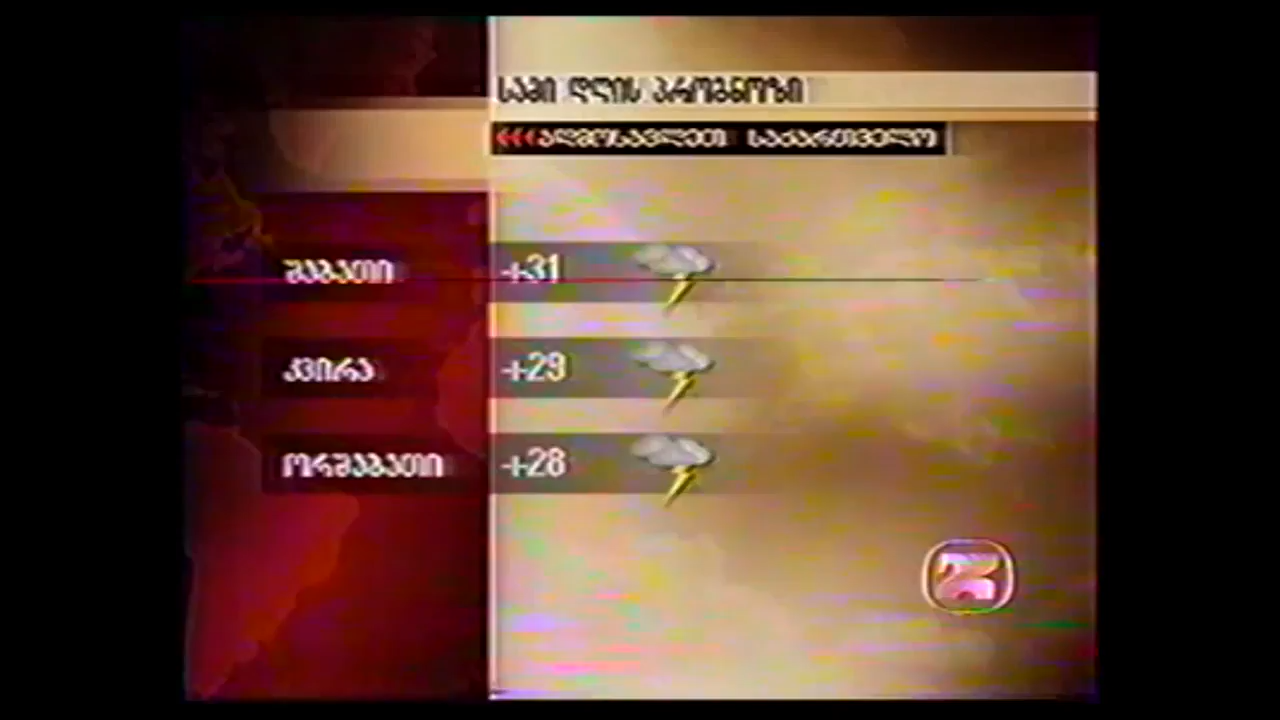 სამი დღის პროგნოზი
<<<აღმოსავლეთ საქართველო
შაბათი +31
კვირა +29
ორშაბათი +28